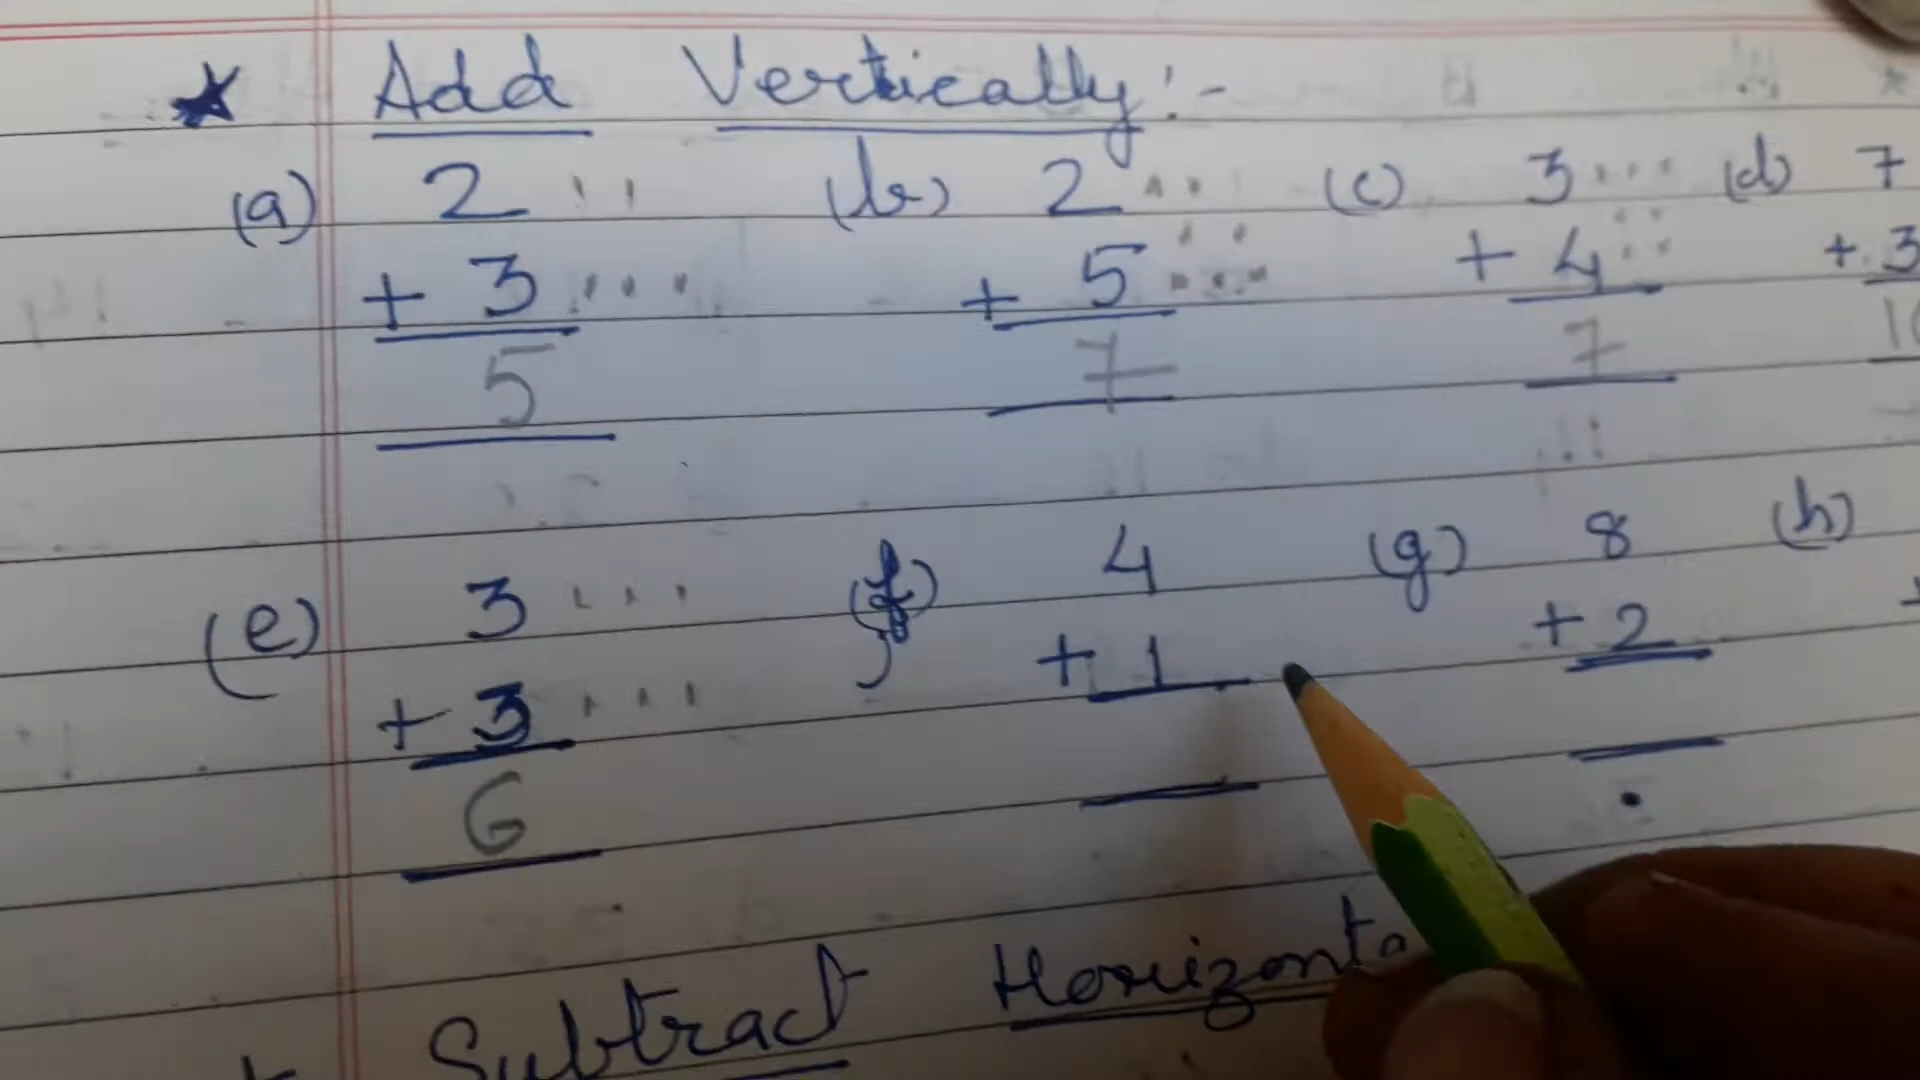 Add Vertically :-
(a) 2 (b) 2 (c) 3 (d) 7
+ 3 + 5 + 4 + 3
5 7 7
(e) 3 (f) 4 (g) 8 (h)
+ 3 + 1 + 2 +
6
Subtract Horizonta